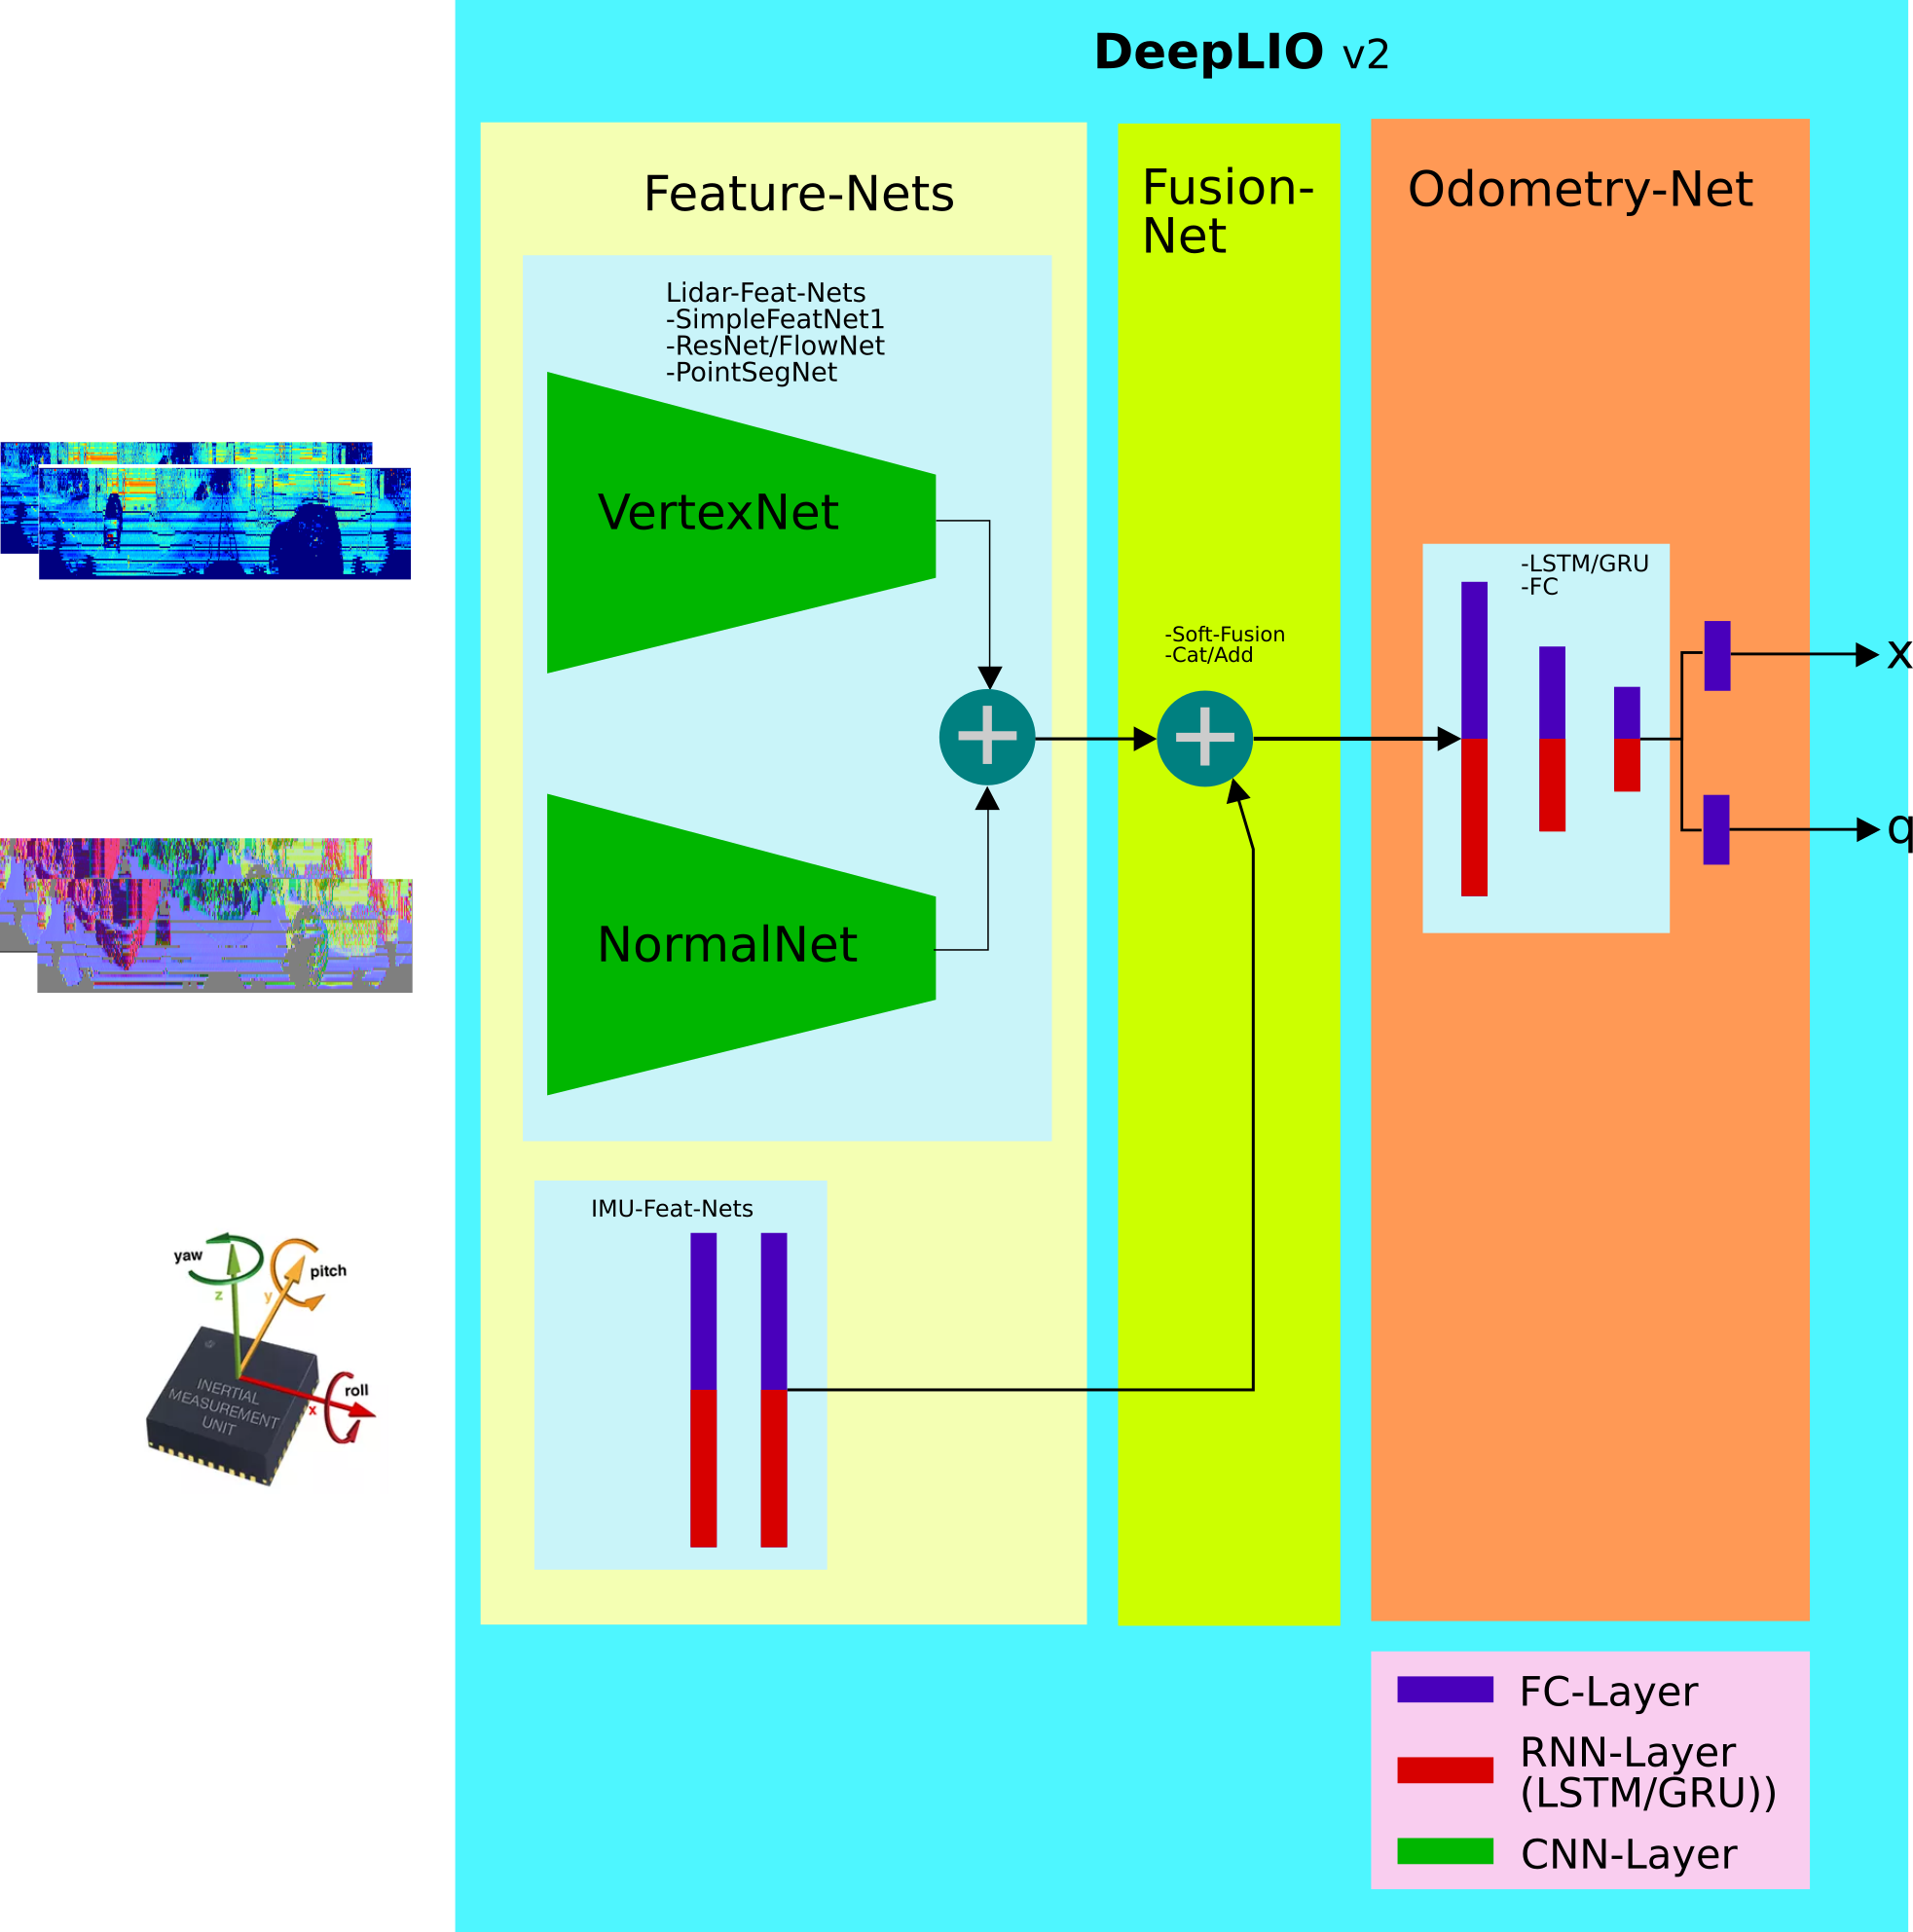 DeepLIO v2
Feature-Nets
Lidar-Feat-Nets
-SimpleFeatNet1
-ResNet/FlowNet
-PointSegNet
VertexNet
NormalNet
IMU-Feat-Nets
Fusion-
Net
-Soft-Fusion
-Cat/Add
Odometry-Net
-LSTM/GRU
-FC
x
q
yaw
z
pitch
y
roll
x
INERTIAL
MEASUREMENT
UNIT
FC-Layer
RNN-Layer
(LSTM/GRU))
CNN-Layer